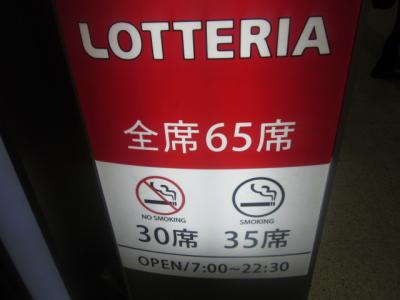 LOTTERIA
全席65席
NO SMOKING SMOKING
30席 35席
OPEN/7:00~22:30